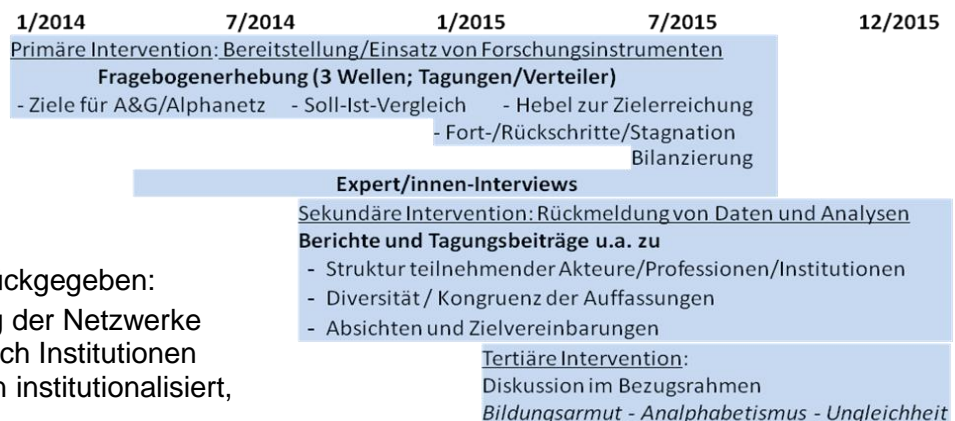 1/2014 7/2014 1/2015 7/2015 12/2015
Primäre Intervention: Bereitstellung/Einsatz von Forschungsinstrumenten
Fragebogenerhebung (3 Wellen; Tagungen/Verteiler)
- Ziele für A&G/Alphanetz - Soll-Ist-Vergleich - Hebel zur Zielerreichung
- Fort-/Rückschritte/Stagnation
Bilanzierung
Expert/innen-Interviews
Sekundäre Intervention: Rückmeldung von Daten und Analysen
Berichte und Tagungsbeiträge u.a. zu
- Struktur teilnehmender Akteure/Professionen/Institutionen
- Diversität / Kongruenz der Auffassungen
- Absichten und Zielvereinbarungen
Tertiäre Intervention:
Diskussion im Bezugsrahmen
Bildungsarmut - Analphabetismus - Ungleichheit
ückgegeben:
g der Netzwerke
ch Institutionen
n institutionalisiert,